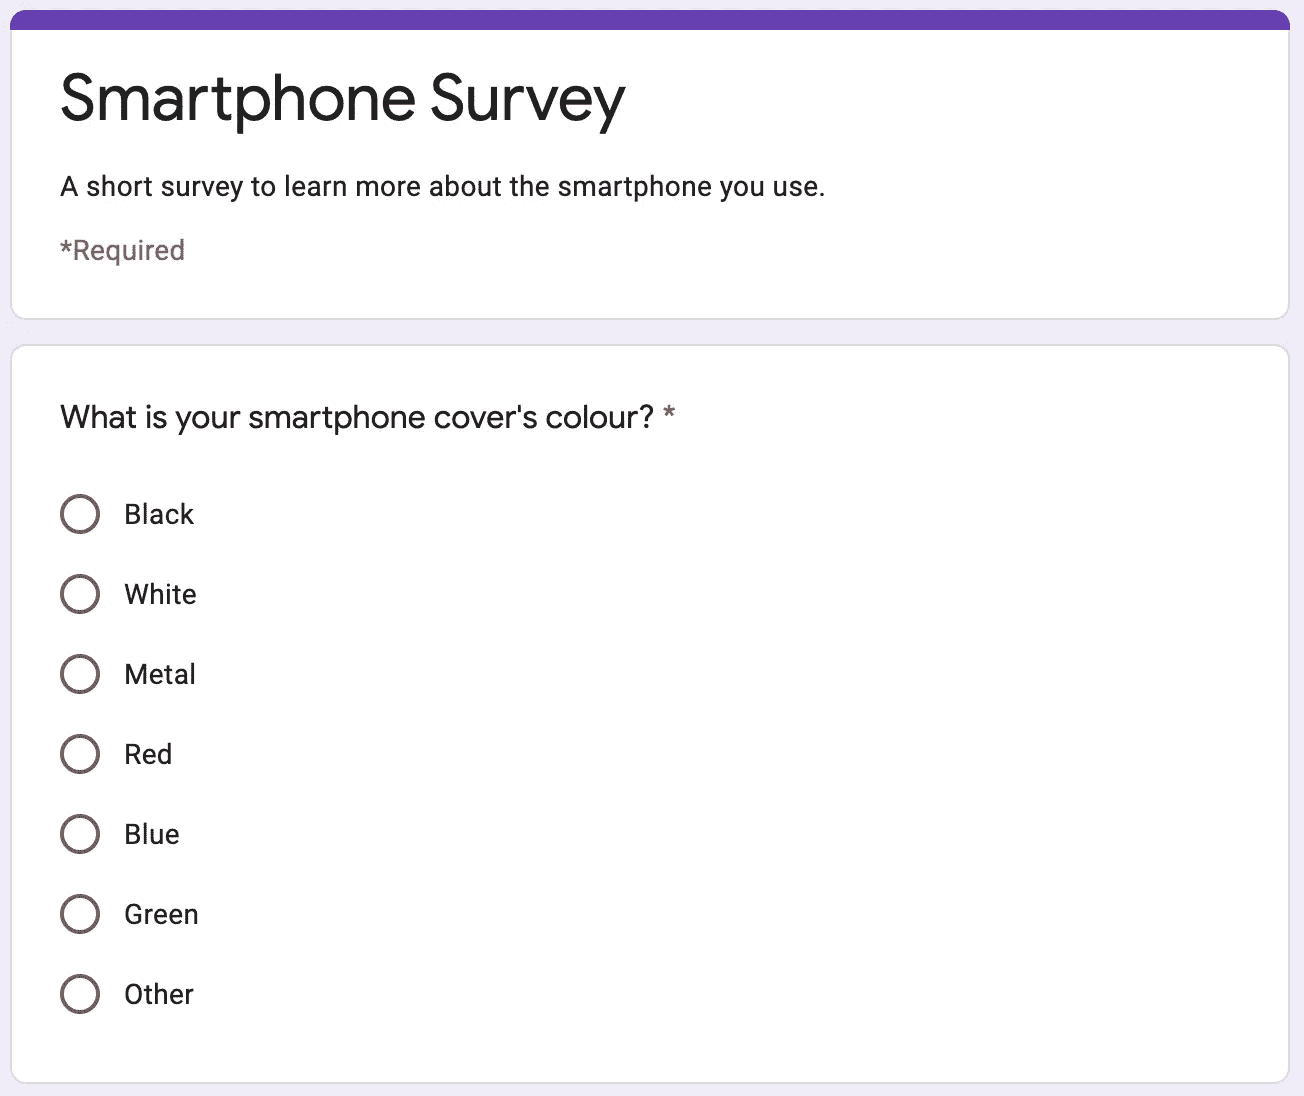 Smartphone Survey
A short survey to learn more about the smartphone you use.
*Required
What is your smartphone cover's colour? *
Black
White
Metal
Red
Blue
Green
Other